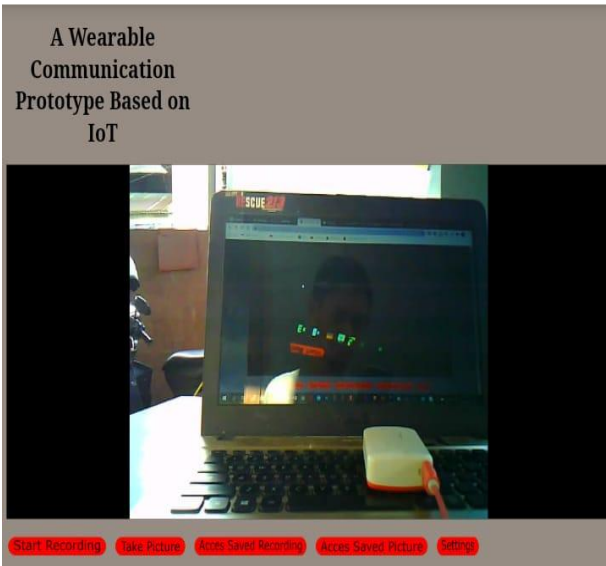 A Wearable
Communication
Prototype Based on
IoT
Start Recording
Take Picture
Acces Saved Recording
Acces Saved Picture
Settings